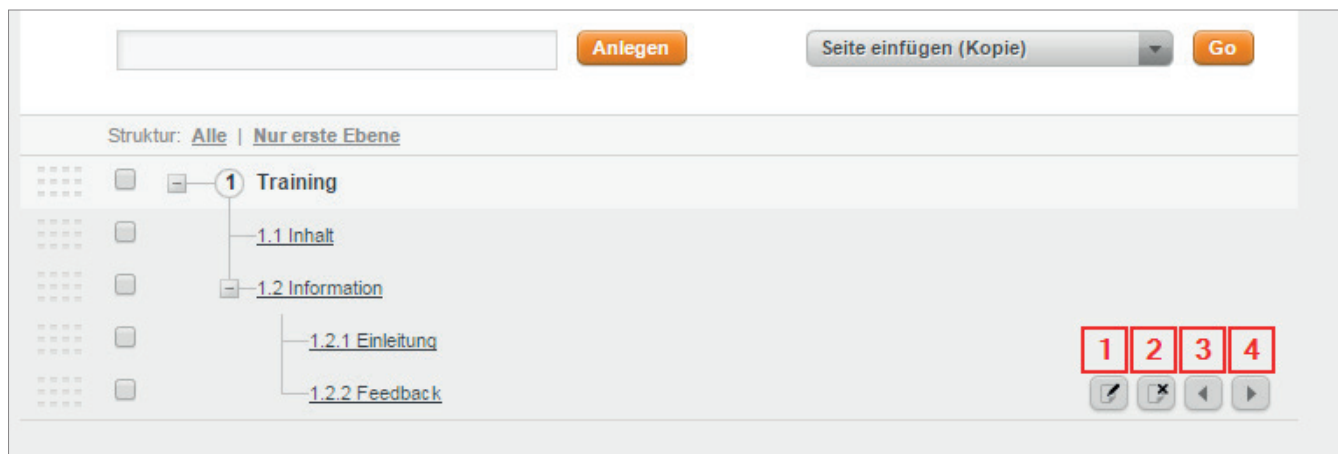 Anlegen Seite einfügen (Kopie) Go
Struktur: Alle | Nur erste Ebene
1 Training
1.1 Inhalt
1.2 Information
1.2.1 Einleitung
1 2 3 4
1.2.2 Feedback